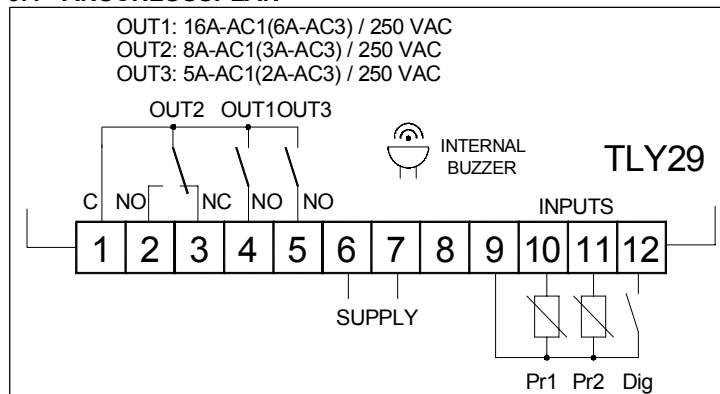 OUT1: 16A-AC1(6A-AC3) / 250 VAC
OUT2: 8A-AC1(3A-AC3) / 250 VAC
OUT3: 5A-AC1(2A-AC3) / 250 VAC
OUT2 OUT1OUT3
INTERNAL
BUZZER
TLY29
C NO NC NO NO
INPUTS
1 2 3 4 5 6 7 8 9 10 11 12
SUPPLY
Pr1 Pr2 Dig